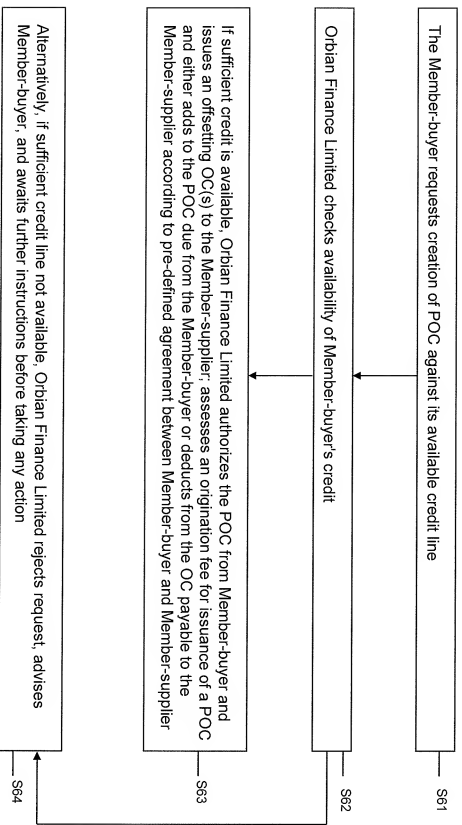 The Member-buyer requests creation of POC against its available credit line
S61
Orbian Finance Limited checks availability of Member-buyer's credit
S62
If sufficient credit is available, Orbian Finance Limited authorizes the POC from Member-buyer and
issues an offsetting OC(s) to the Member-supplier; assesses an origination fee for issuance of a POC
and either adds to the POC due from the Member-buyer or deducts from the OC payable to the
Member-supplier according to pre-defined agreement between Member-buyer and Member-supplier
S63
Alternatively, if sufficient credit line not available, Orbian Finance Limited rejects request, advises
Member-buyer, and awaits further instructions before taking any action
S64